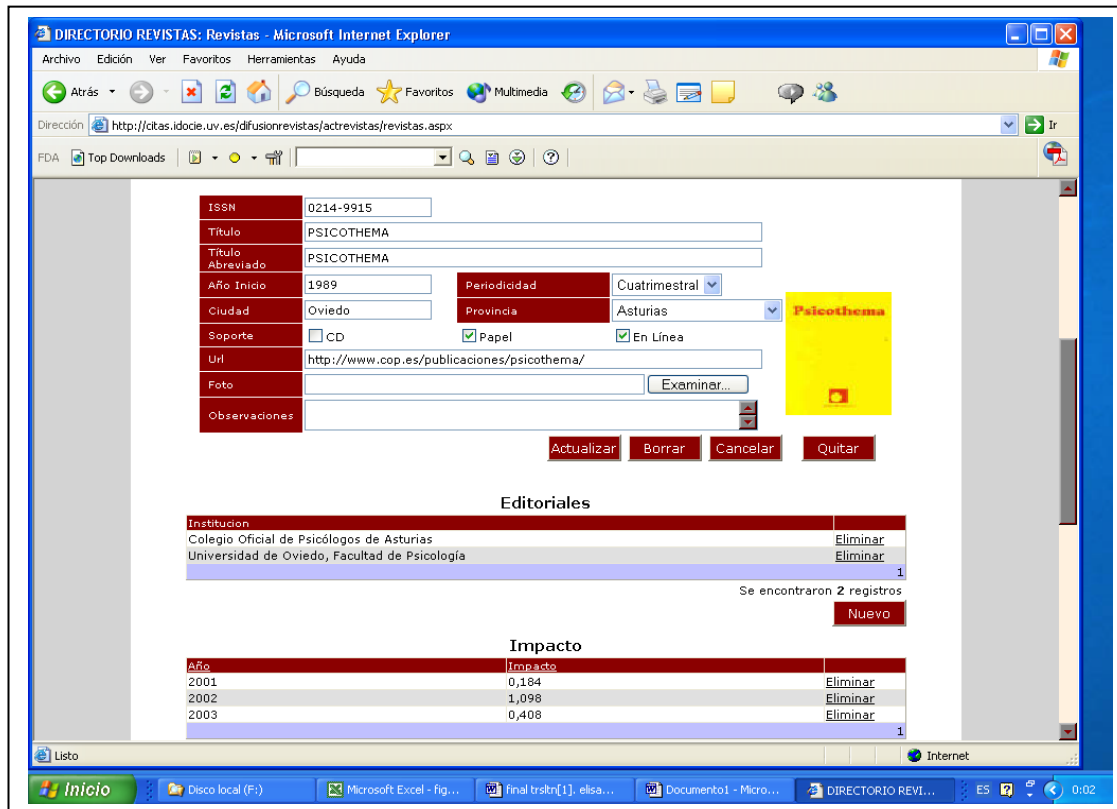 DIRECTORIO REVISTAS: Revistas - Microsoft Internet Explorer
Archivo Edición Ver Favoritos Herramientas Ayuda
Atrás Búsqueda Favoritos Multimedia
Dirección http://citas.idocie.uv.es/difusionrevistas/actrevistas/revistas.aspx Ir
FDA Top Downloads
ISSN 0214-9915
Título PSICOTHEMA
Título Abreviado PSICOTHEMA
Año Inicio 1989 Periodicidad Cuatrimestral
Ciudad Oviedo Provincia Asturias
Psicothema
Soporte CD Papel En Línea
Url http://www.cop.es/publicaciones/psicothema/
Foto Examinar...
Observaciones
Actualizar Borrar Cancelar Quitar
Editoriales
Institucion
Colegio Oficial de Psicólogos de Asturias Eliminar
Universidad de Oviedo, Facultad de Psicología Eliminar
1
Se encontraron 2 registros
Nuevo
Impacto
Año Impacto
2001 0,184 Eliminar
2002 1,098 Eliminar
2003 0,408 Eliminar
1
Listo Internet
Inicio Disco local (F:) Microsoft Excel - fig... final trsltn[1]. elisa... Documento1 - Micro... DIRECTORIO REVI... ES 0:02